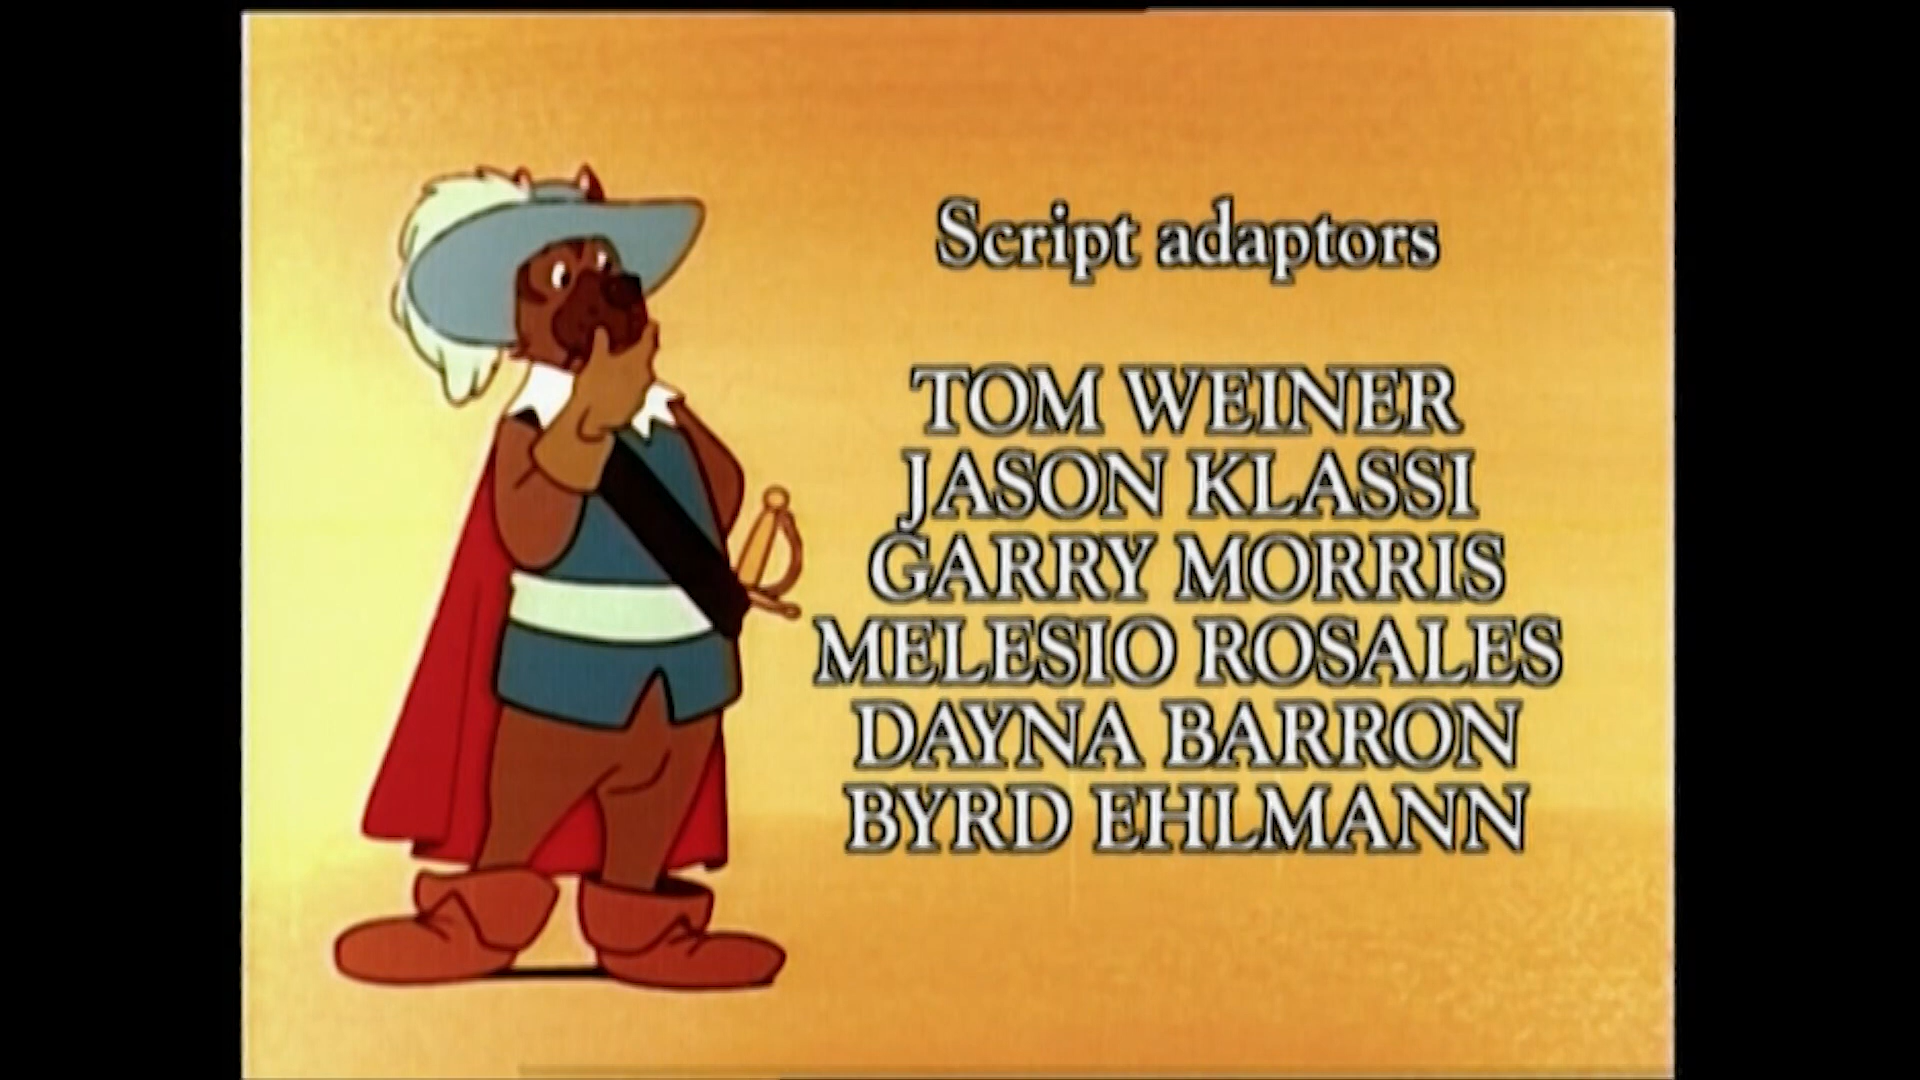 Script adaptors
TOM WEINER
JASON KLASSI
GARRY MORRIS
MELESIO ROSALES
DAYNA BARRON
BYRD EHLMANN